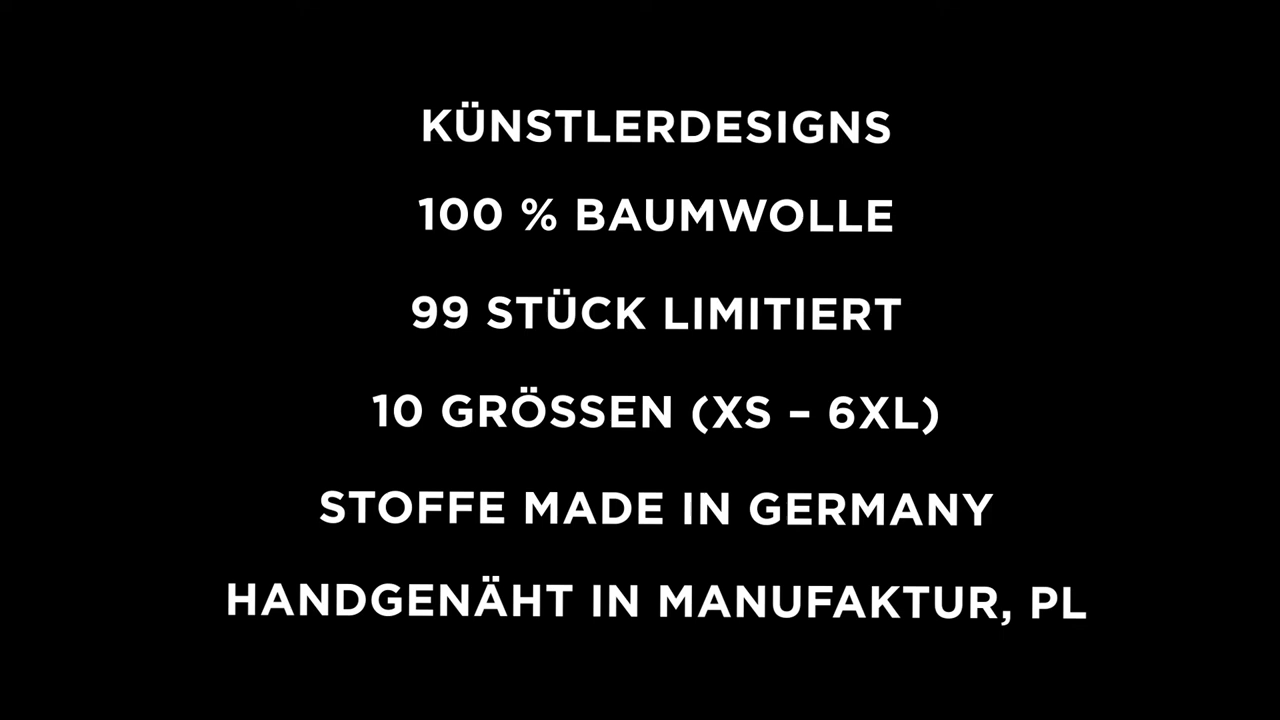 KÜNSTLERDESIGNS
100 % BAUMWOLLE
99 STÜCK LIMITIERT
10 GRÖSSEN (XS – 6XL)
STOFFE MADE IN GERMANY
HANDGENÄHT IN MANUFAKTUR, PL